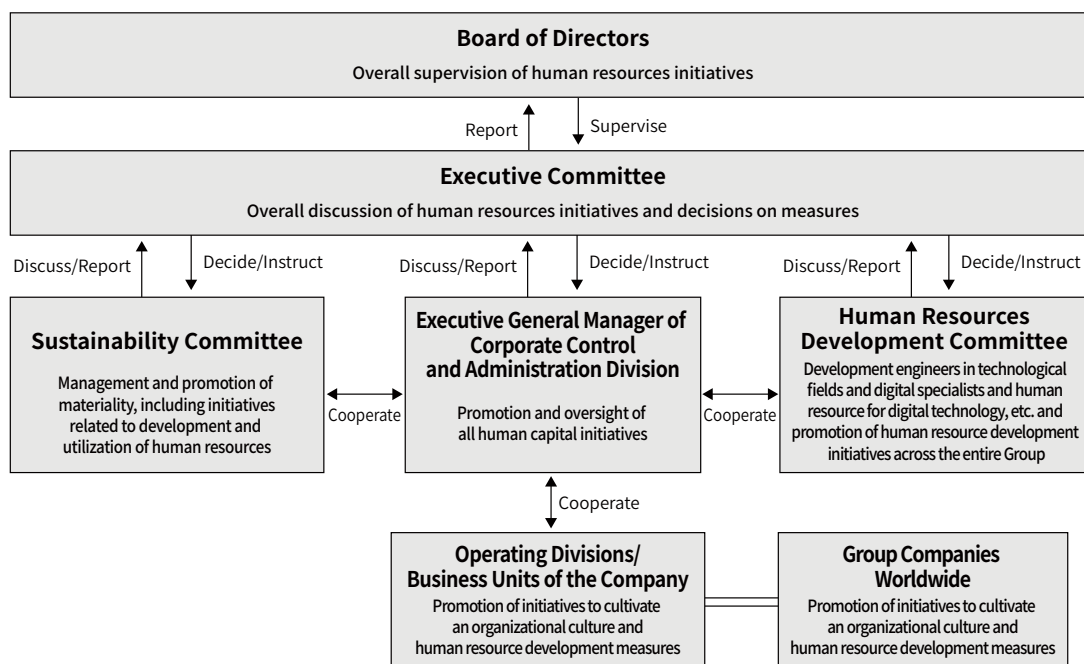 Board of Directors
Overall supervision of human resources initiatives
Report
Supervise
Executive Committee
Overall discussion of human resources initiatives and decisions on measures
Discuss/Report
Decide/Instruct
Discuss/Report
Decide/Instruct
Discuss/Report
Decide/Instruct
Sustainability Committee
Management and promotion of
materiality, including initiatives
related to development and
utilization of human resources
Cooperate
Executive General Manager of
Corporate Control
and Administration Division
Promotion and oversight of
all human capital initiatives
Cooperate
Human Resources
Development Committee
Development engineers in technological
fields and digital specialists and human
resource for digital technology, etc. and
promotion of human resource development
initiatives across the entire Group
Cooperate
Operating Divisions/
Business Units of the Company
Promotion of initiatives to cultivate
an organizational culture and
human resource development measures
Group Companies
Worldwide
Promotion of initiatives to cultivate
an organizational culture and
human resource development measures